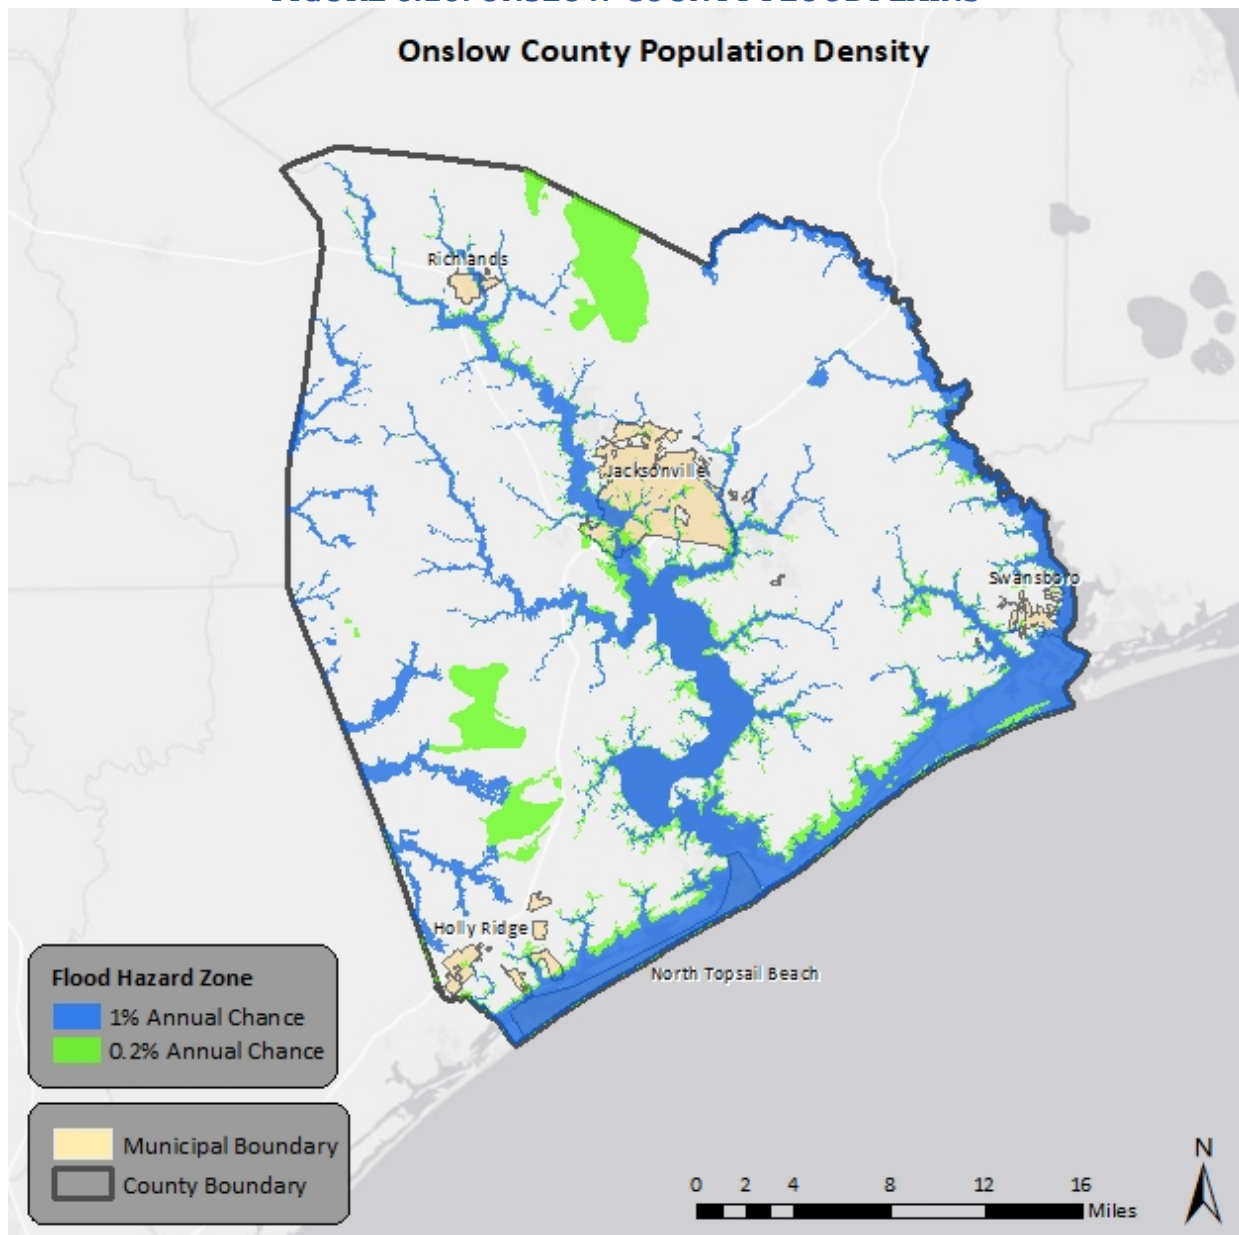 Onslow County Population Density
Richlands
Jacksonville
Swansboro
Holly Ridge
North Topsail Beach
Flood Hazard Zone
1% Annual Chance
0.2% Annual Chance
Municipal Boundary
County Boundary
N
0 2 4 8 12 16
Miles